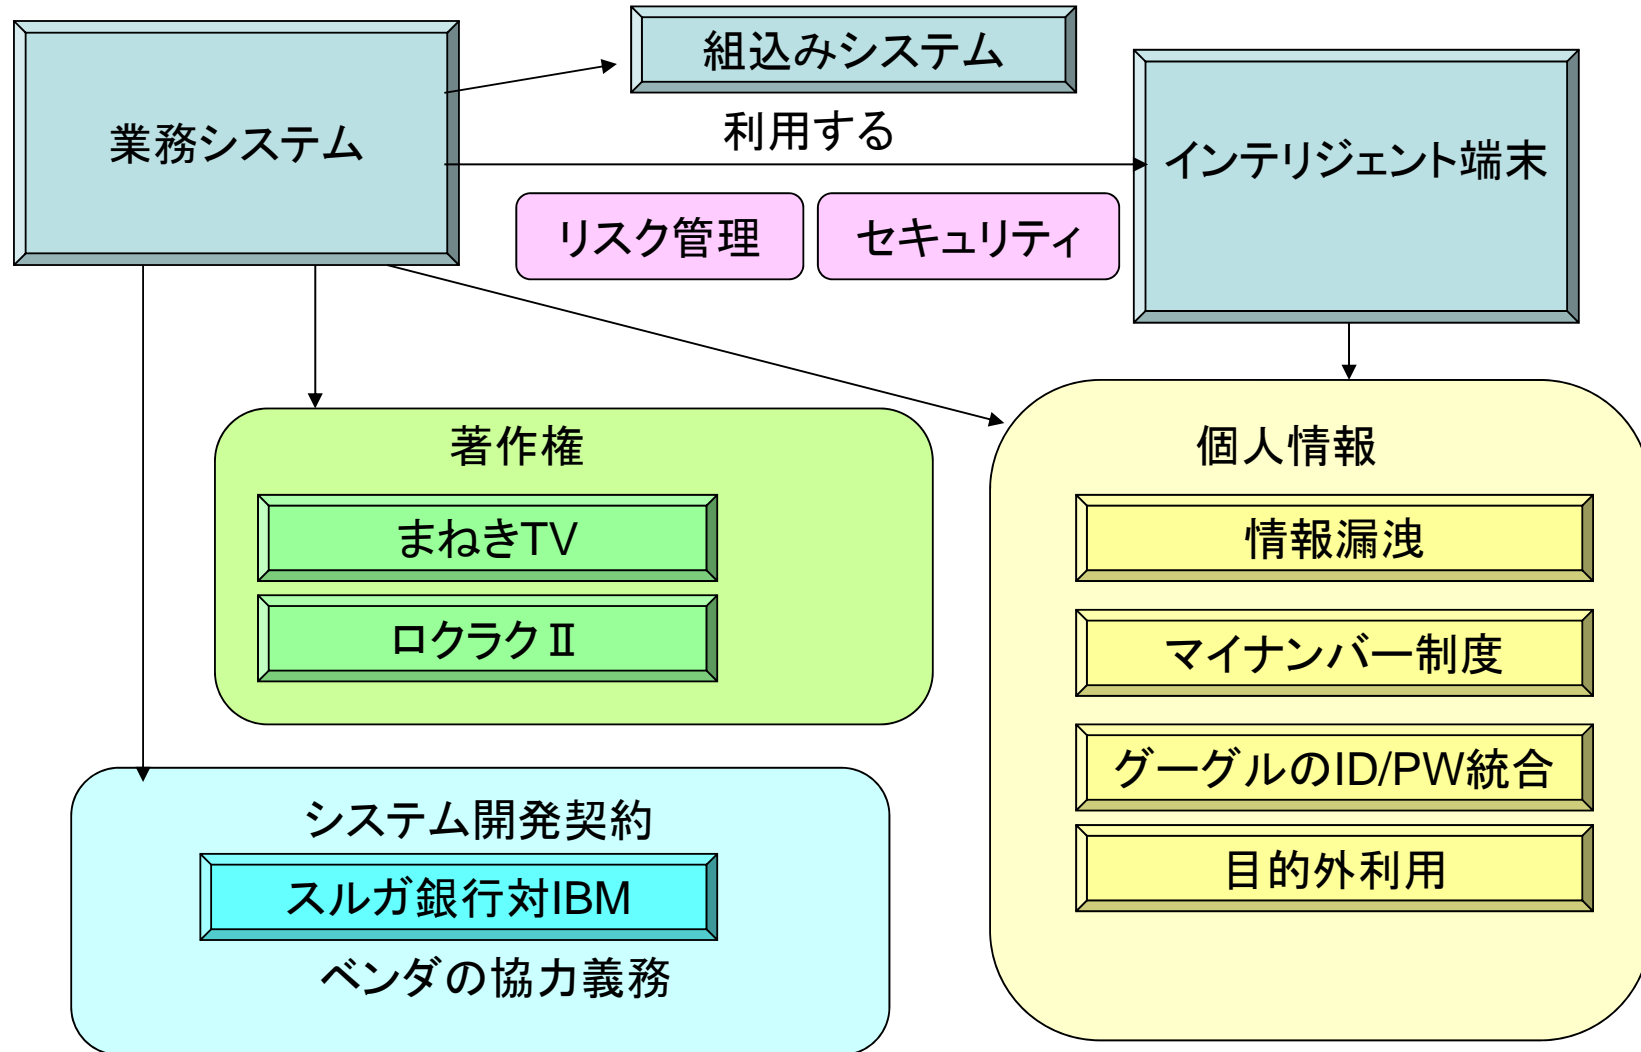 組込みシステム
業務システム
利用する
インテリジェント端末
リスク管理
セキュリティ
著作権
まねきTV
ロクラクⅡ
個人情報
情報漏洩
マイナンバー制度
グーグルのID/PW統合
目的外利用
システム開発契約
スルガ銀行対IBM
ベンダの協力義務